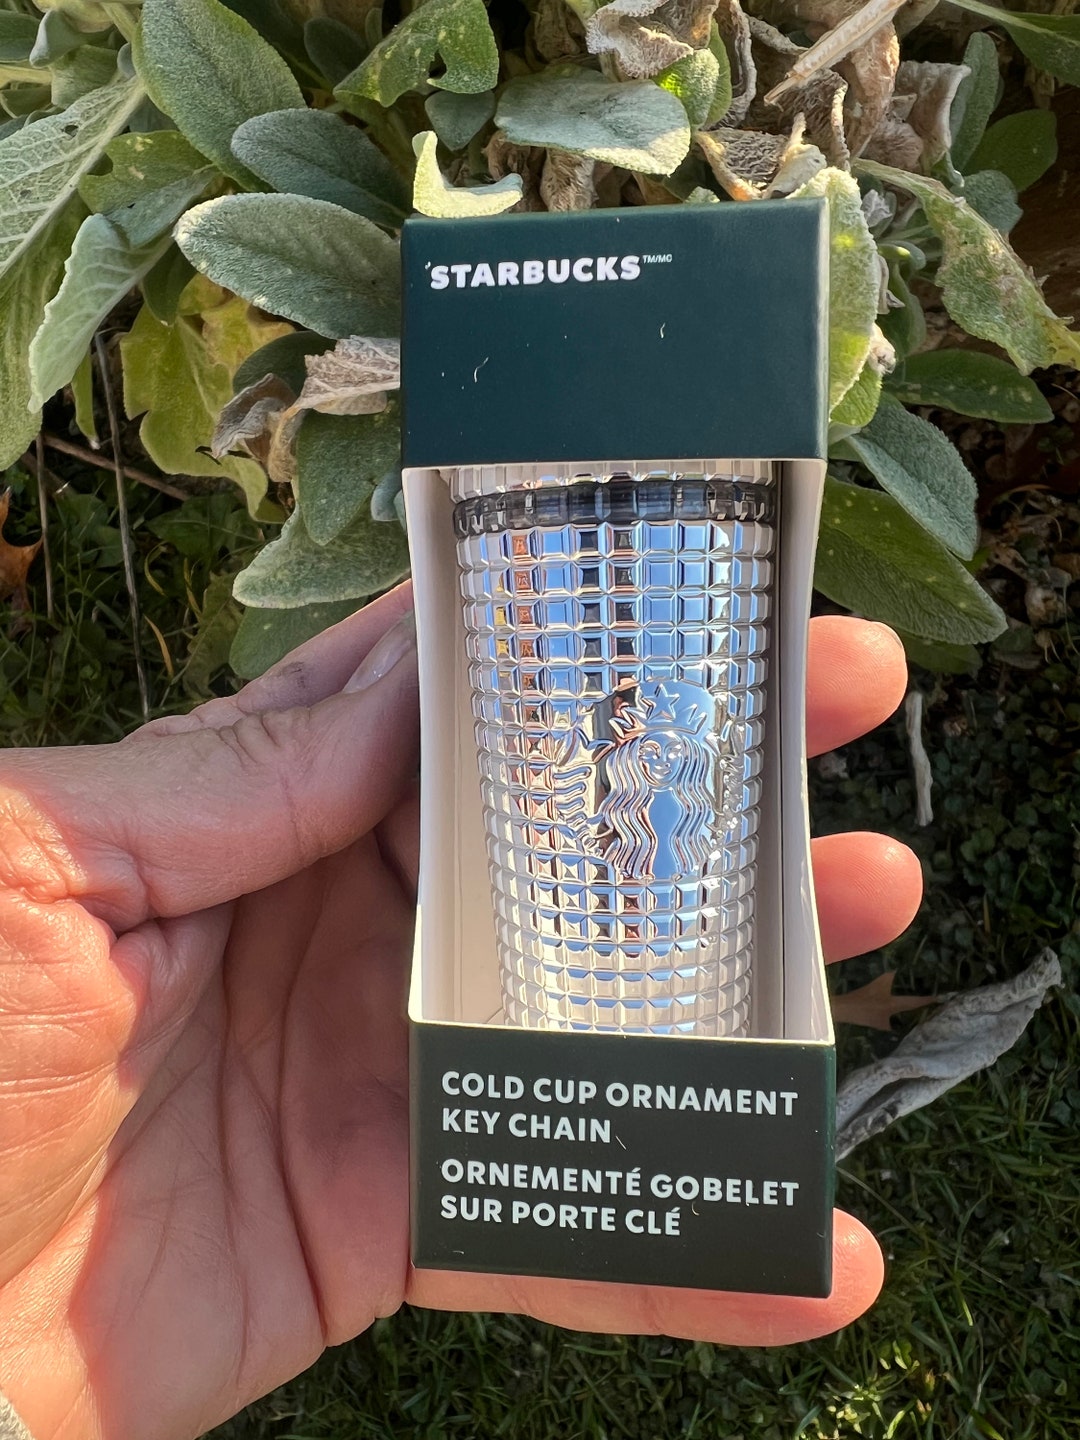 STARBUCKS™/MC
COLD CUP ORNAMENT
KEY CHAIN
ORNEMENTÉ GOBELET
SUR PORTE CLÉ